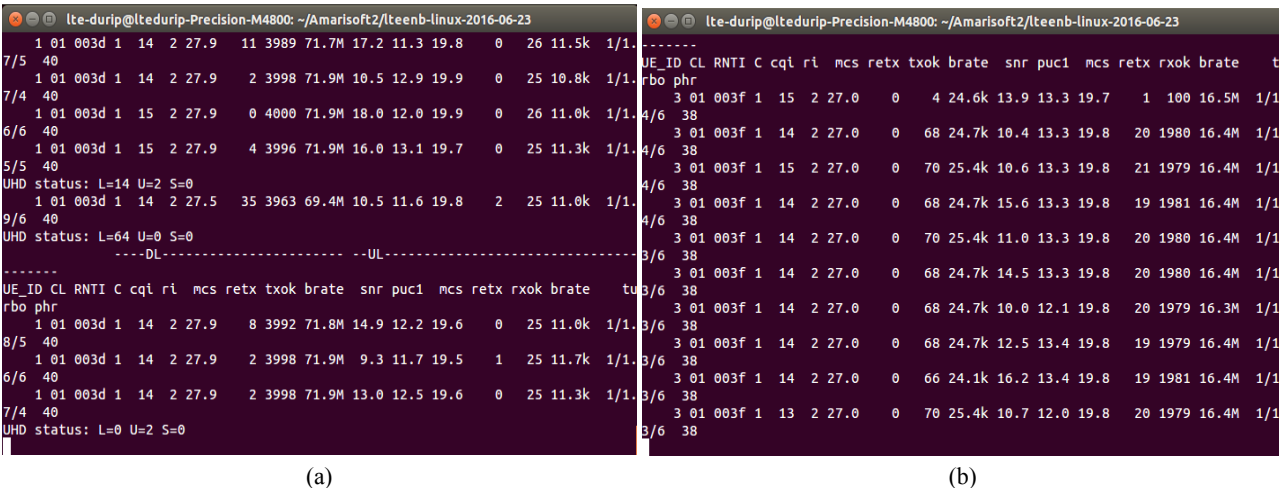 lte-durip@ltedurip-Precision-M4800: ~/Amarisoft2/lteenb-linux-2016-06-23
1 01 003d 1 14 2 27.9 11 3989 71.7M 17.2 11.3 19.8 0 26 11.5k 1/1.
7/5 40
1 01 003d 1 14 2 27.9 2 3998 71.9M 10.5 12.9 19.9 0 25 10.8k 1/1.
7/4 40
1 01 003d 1 15 2 27.9 0 4000 71.9M 18.0 12.0 19.9 0 26 11.0k 1/1.
6/6 40
1 01 003d 1 15 2 27.9 4 3996 71.9M 16.0 13.1 19.7 0 25 11.3k 1/1.
5/5 40
UHD status: L=14 U=2 S=0
1 01 003d 1 14 2 27.5 35 3963 69.4M 10.5 11.6 19.8 2 25 11.0k 1/1.
9/6 40
UHD status: L=64 U=0 S=0
----DL----------------------- --UL------------------------------
-------
UE_ID CL RNTI C cqi ri mcs retx txok brate snr puc1 mcs retx rxok brate tu
rbo phr
1 01 003d 1 14 2 27.9 8 3992 71.8M 14.9 12.2 19.6 0 25 11.0k 1/1.
8/5 40
1 01 003d 1 14 2 27.9 2 3998 71.9M 9.3 11.7 19.5 1 25 11.7k 1/1.
6/6 40
1 01 003d 1 14 2 27.9 2 3998 71.9M 13.0 12.5 19.6 0 25 11.3k 1/1.
7/4 40
UHD status: L=0 U=2 S=0
(a)
lte-durip@ltedurip-Precision-M4800: ~/Amarisoft2/lteenb-linux-2016-06-23
-------
UE_ID CL RNTI C cqi ri mcs retx txok brate snr puc1 mcs retx rxok brate t
rbo phr
3 01 003f 1 15 2 27.0 0 4 24.6k 13.9 13.3 19.7 1 100 16.5M 1/1
4/6 38
3 01 003f 1 14 2 27.0 0 68 24.7k 10.4 13.3 19.8 20 1980 16.4M 1/1
4/6 38
3 01 003f 1 15 2 27.0 0 70 25.4k 10.6 13.3 19.8 21 1979 16.4M 1/1
4/6 38
3 01 003f 1 14 2 27.0 0 68 24.7k 15.6 13.3 19.8 19 1981 16.4M 1/1
4/6 38
3 01 003f 1 14 2 27.0 0 70 25.4k 11.0 13.3 19.8 20 1980 16.4M 1/1
3/6 38
3 01 003f 1 14 2 27.0 0 68 24.7k 14.5 13.3 19.8 20 1980 16.4M 1/1
3/6 38
3 01 003f 1 14 2 27.0 0 68 24.7k 10.0 12.1 19.8 20 1979 16.3M 1/1
3/6 38
3 01 003f 1 14 2 27.0 0 68 24.7k 12.5 13.4 19.8 19 1979 16.4M 1/1
3/6 38
3 01 003f 1 14 2 27.0 0 66 24.1k 16.2 13.4 19.8 19 1981 16.4M 1/1
3/6 38
3 01 003f 1 13 2 27.0 0 70 25.4k 10.7 12.0 19.8 20 1979 16.4M 1/1
3/6 38
(b)